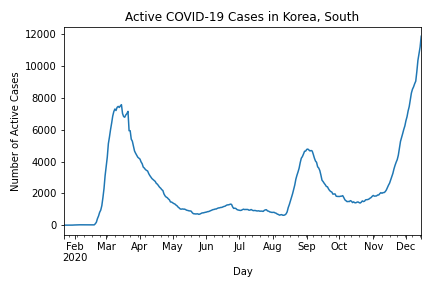 Active COVID-19 Cases in Korea, South
12000
10000
8000
6000
4000
2000
0
Number of Active Cases
Feb Mar Apr May Jun Jul Aug Sep Oct Nov Dec
2020
Day